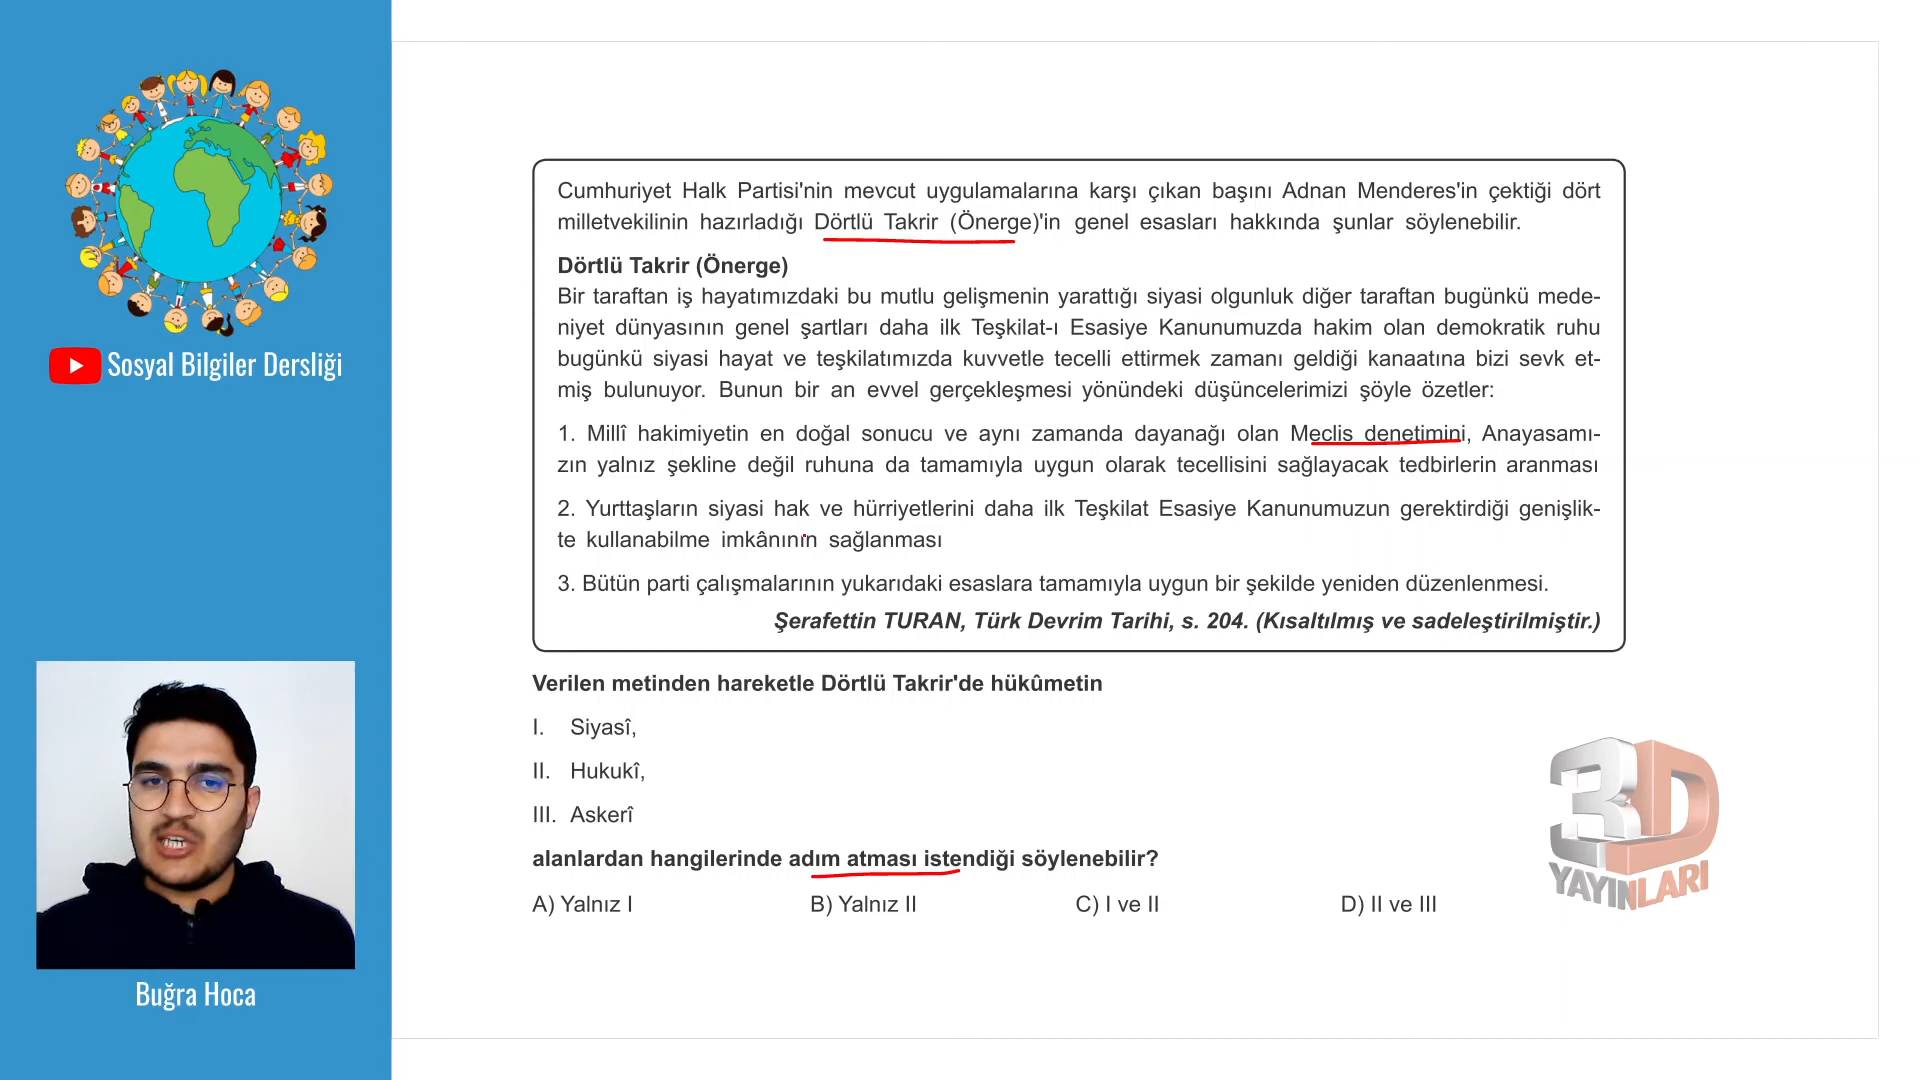 Sosyal Bilgiler Dersliği
Buğra Hoca
Cumhuriyet Halk Partisi'nin mevcut uygulamalarına karşı çıkan başını Adnan Menderes'in çektiği dört
milletvekilinin hazırladığı Dörtlü Takrir (Önerge)'in genel esasları hakkında şunlar söylenebilir.
Dörtlü Takrir (Önerge)
Bir taraftan iş hayatımızdaki bu mutlu gelişmenin yarattığı siyasi olgunluk diğer taraftan bugünkü mede-
niyet dünyasının genel şartları daha ilk Teşkilat-ı Esasiye Kanunumuzda hakim olan demokratik ruhu
bugünkü siyasi hayat ve teşkilatımızda kuvvetle tecelli ettirmek zamanı geldiği kanaatına bizi sevk et-
miş bulunuyor. Bunun bir an evvel gerçekleşmesi yönündeki düşüncelerimizi şöyle özetler:
1. Millî hakimiyetin en doğal sonucu ve aynı zamanda dayanağı olan Meclis denetimini, Anayasamı-
zın yalnız şekline değil ruhuna da tamamıyla uygun olarak tecellisini sağlayacak tedbirlerin aranması
2. Yurttaşların siyasi hak ve hürriyetlerini daha ilk Teşkilat Esasiye Kanunumuzun gerektirdiği genişlik-
te kullanabilme imkânının sağlanması
3. Bütün parti çalışmalarının yukarıdaki esaslara tamamıyla uygun bir şekilde yeniden düzenlenmesi.
Şerafettin TURAN, Türk Devrim Tarihi, s. 204. (Kısaltılmış ve sadeleştirilmiştir.)
Verilen metinden hareketle Dörtlü Takrir'de hükûmetin
I. Siyasî,
II. Hukukî,
III. Askerî
alanlardan hangilerinde adım atması istendiği söylenebilir?
A) Yalnız I B) Yalnız II C) I ve II D) II ve III
3D
YAYINLARI